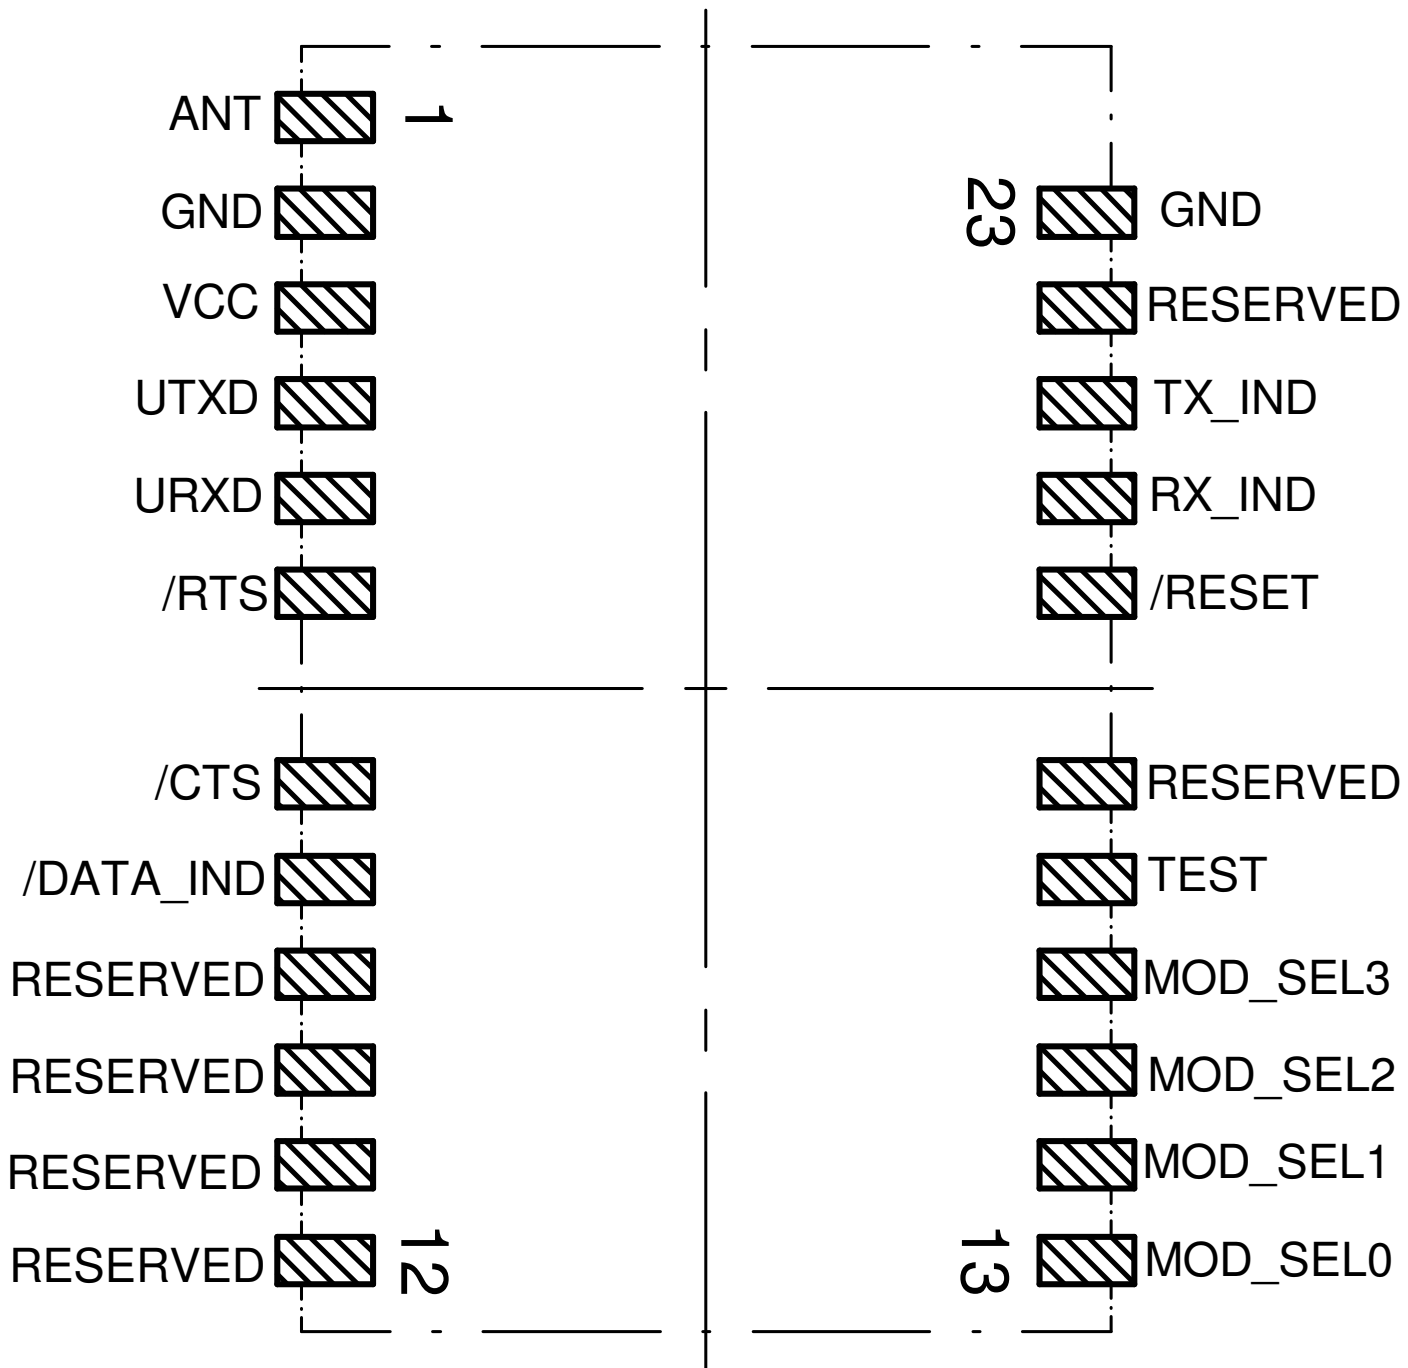 ANT 1
GND 23 GND
VCC RESERVED
UTXD TX_IND
URXD RX_IND
/RTS /RESET
/CTS RESERVED
/DATA_IND TEST
RESERVED MOD_SEL3
RESERVED MOD_SEL2
RESERVED MOD_SEL1
RESERVED 12 13 MOD_SEL0